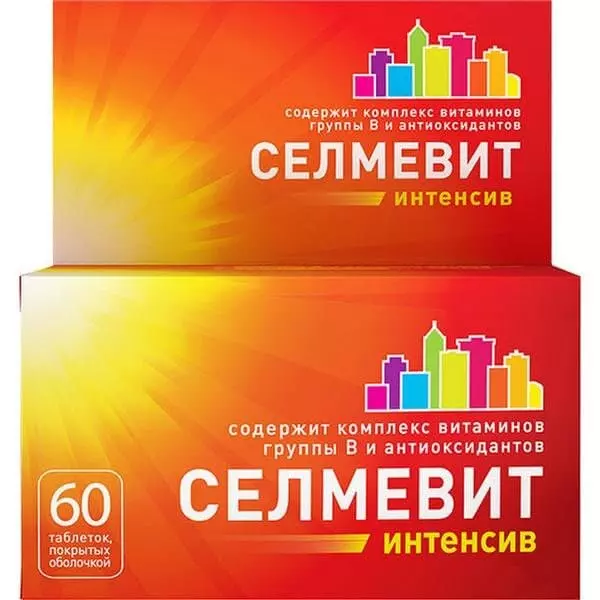 содержит комплекс витаминов
группы В и антиоксидантов
СЕЛМЕВИТ
интенсив
содержит комплекс витаминов
группы В и антиоксидантов
СЕЛМЕВИТ
интенсив
60
таблеток,
покрытых
оболочкой